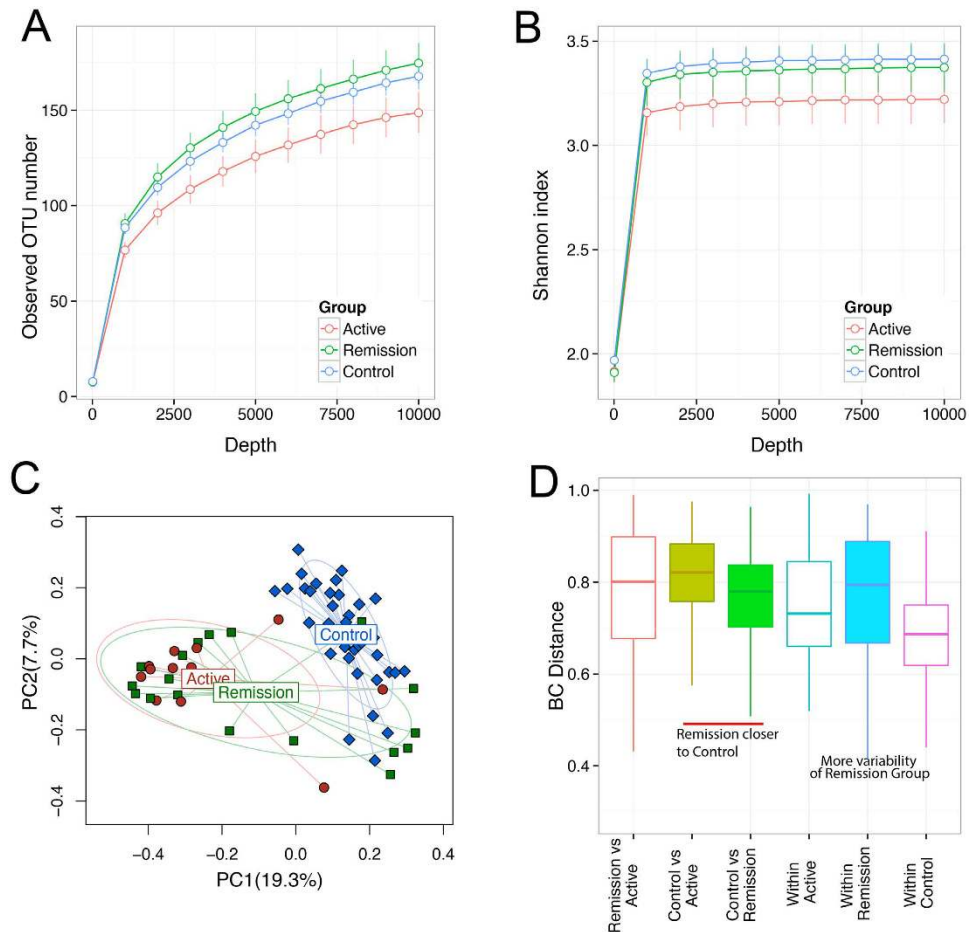 A
Observed OTU number
150
100
50
0
0
2500
5000
7500
10000
Depth
Group
Active
Remission
Control
B
Shannon index
3.5
3.0
2.5
2.0
0
2500
5000
7500
10000
Depth
Group
Active
Remission
Control
C
PC2(7.7%)
0.4
0.2
0.0
−0.2
−0.4
−0.4
−0.2
0.0
0.2
0.4
PC1(19.3%)
Control
Active
Remission
D
BC Distance
1.0
0.8
0.6
0.4
Remission closer
to Control
More variability
of Remission Group
Remission vs
Active
Control vs
Active
Control vs
Remission
Within
Active
Within
Remission
Within
Control